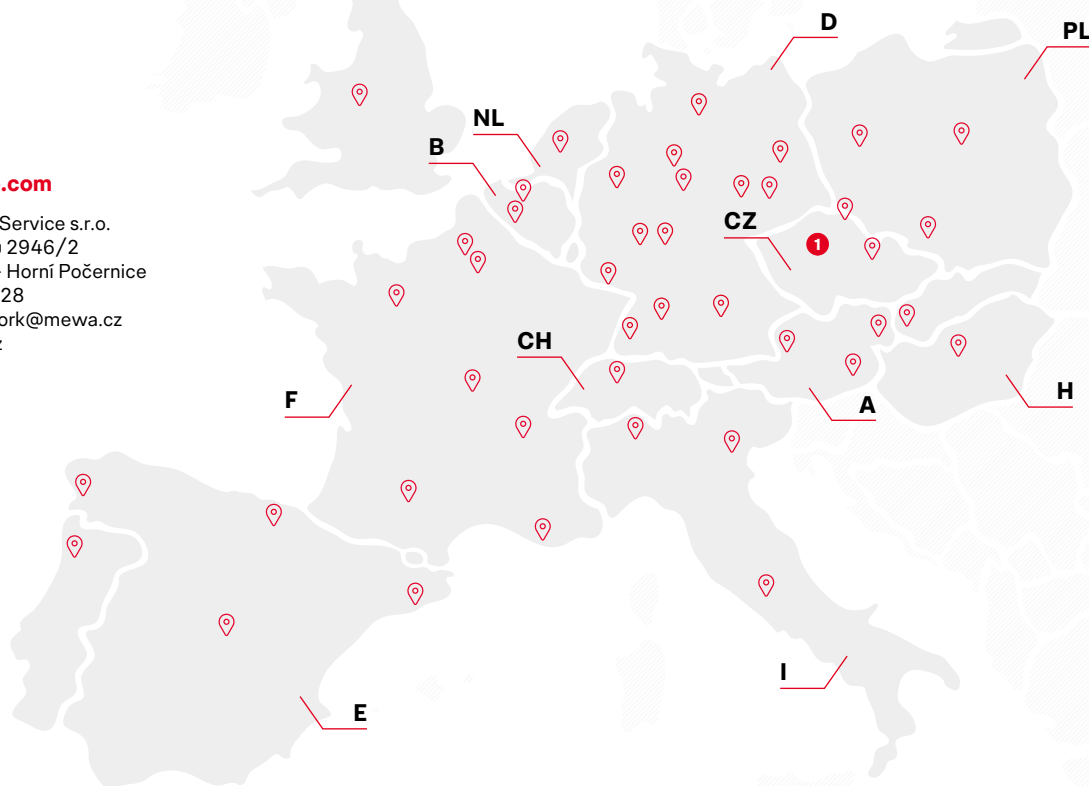 .com
Service s.r.o.
2946/2
Horní Počernice
28
ork@mewa.cz
D
PL
NL
B
CZ
1
CH
F
A
H
I
E